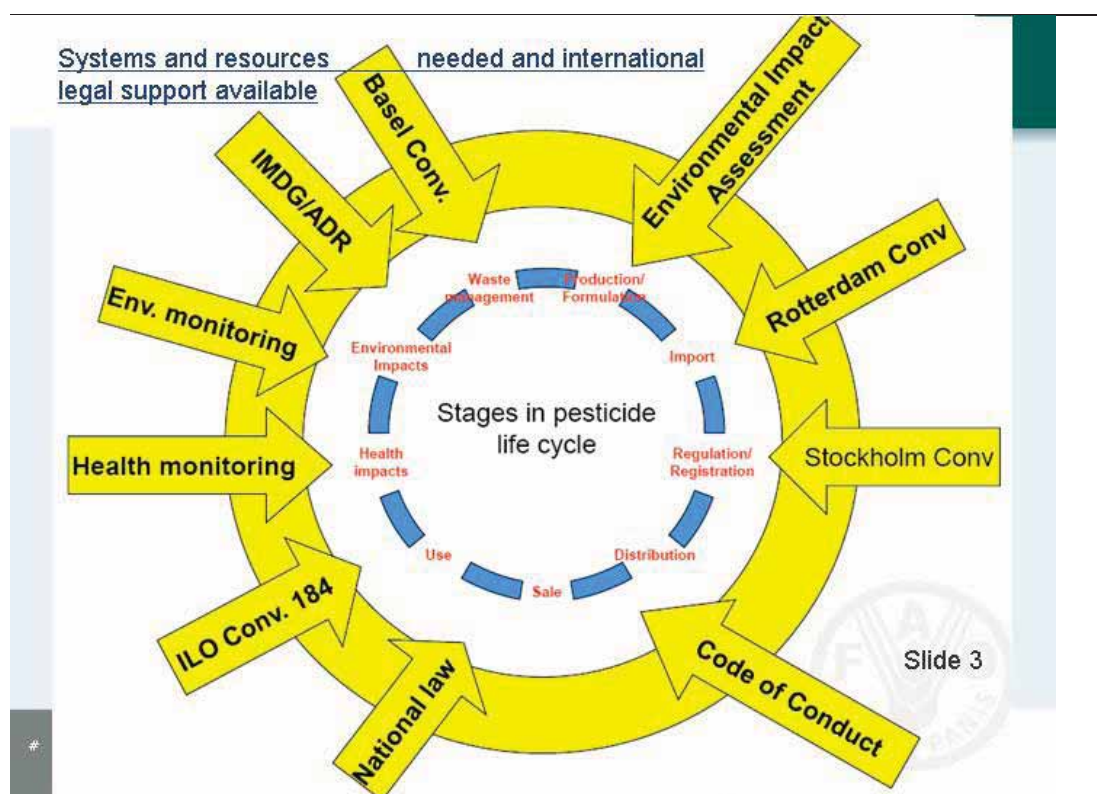 Systems and resources needed and international
legal support available
Basel Conv.
Environmental Impact
Assessment
IMDG/ADR
Rotterdam Conv
Env. monitoring
Waste
management
Production/
Formulation
Environmental
Impacts
Import
Stages in pesticide
life cycle
Health monitoring
Health
impacts
Regulation/
Registration
Stockholm Conv
Use
Distribution
Sale
ILO Conv. 184
National law
Code of Conduct
Slide 3
F A O
PANIS
#